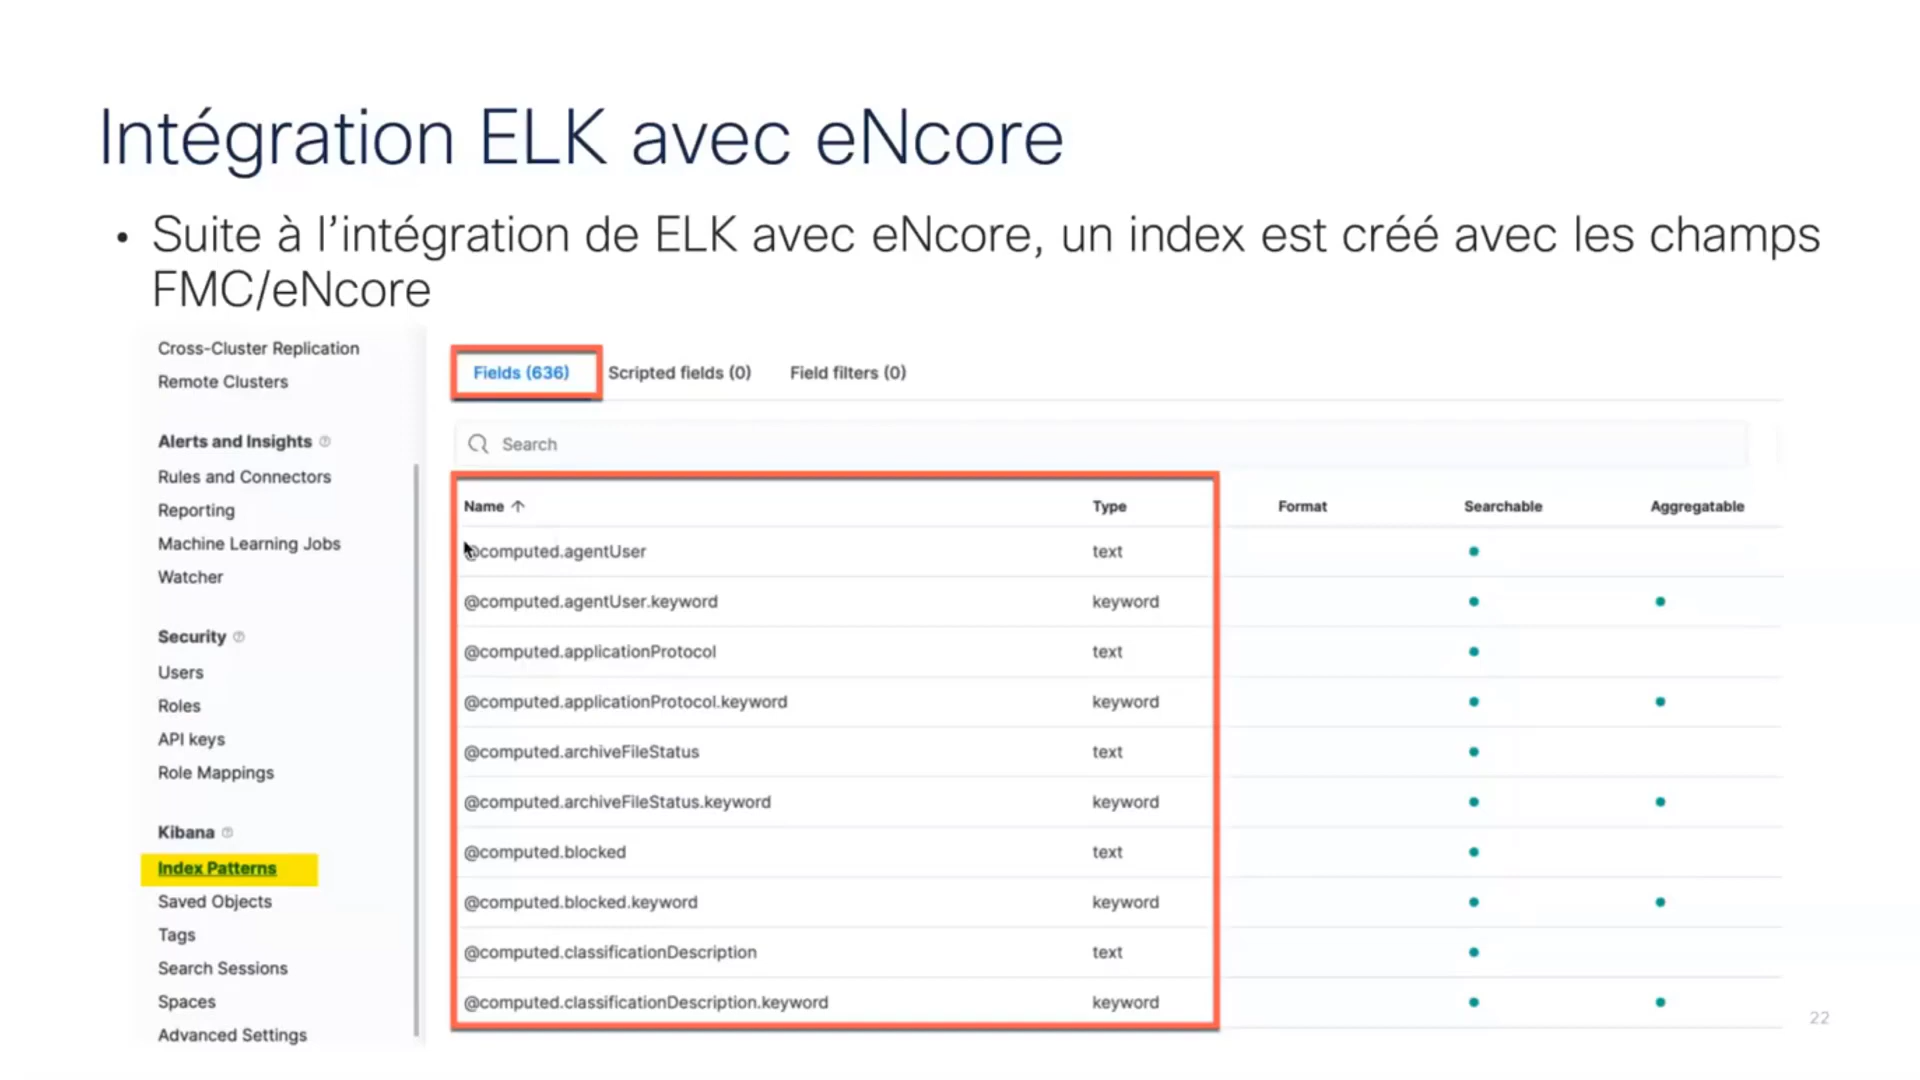 Intégration ELK avec eNcore
• Suite à l’intégration de ELK avec eNcore, un index est créé avec les champs
FMC/eNcore
Cross-Cluster Replication
Remote Clusters
Alerts and Insights
Rules and Connectors
Reporting
Machine Learning Jobs
Watcher
Security
Users
Roles
API keys
Role Mappings
Kibana
Index Patterns
Saved Objects
Tags
Search Sessions
Spaces
Advanced Settings
Fields (636) Scripted fields (0) Field filters (0)
Search
Name Type Format Searchable Aggregatable
@computed.agentUser text
@computed.agentUser.keyword keyword
@computed.applicationProtocol text
@computed.applicationProtocol.keyword keyword
@computed.archiveFileStatus text
@computed.archiveFileStatus.keyword keyword
@computed.blocked text
@computed.blocked.keyword keyword
@computed.classificationDescription text
@computed.classificationDescription.keyword keyword
22